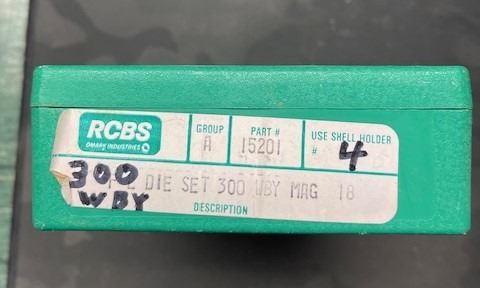 RCBS
OMARK INDUSTRIES
GROUP
A
PART #
15201
USE SHELL HOLDER
# 4
300 WBY
DIE SET 300 WBY MAG 18
DESCRIPTION